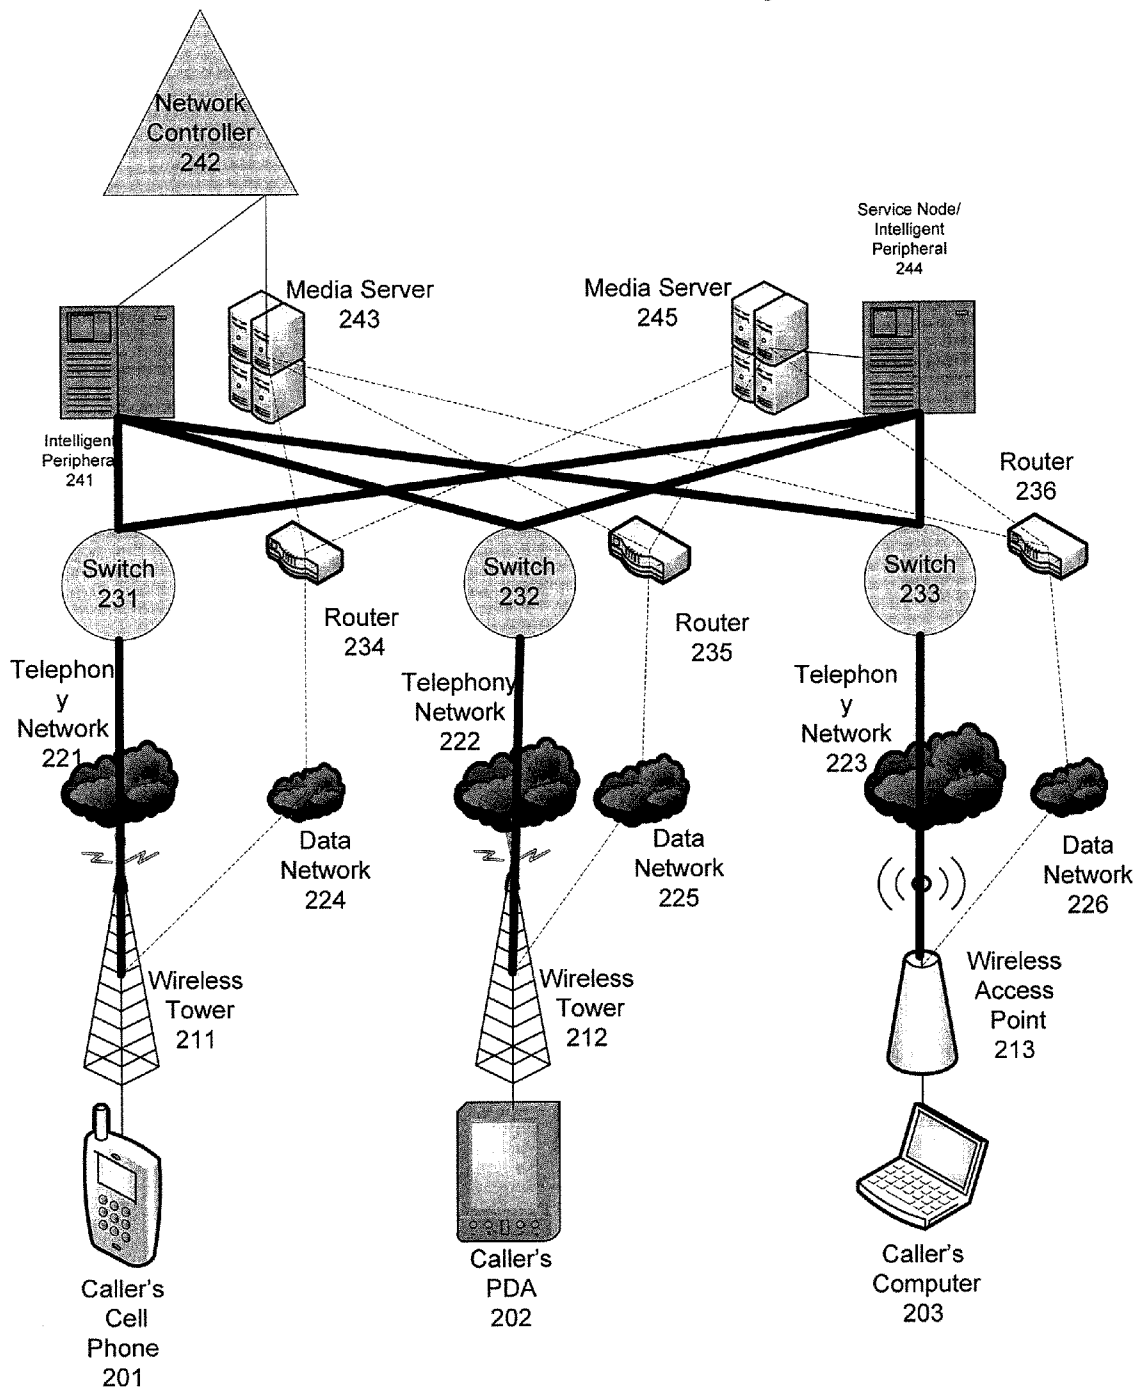 Network
Controller
242
Service Node/
Intelligent
Peripheral
244
Media Server
243
Media Server
245
Intelligent
Peripheral
241
Router
236
Switch
231
Switch
232
Switch
233
Router
234
Router
235
Telephon
y
Network
221
Telephony
Network
222
Telephon
y
Network
223
Data
Network
224
Data
Network
225
Data
Network
226
Wireless
Tower
211
Wireless
Tower
212
Wireless
Access
Point
213
Caller's
Cell
Phone
201
Caller's
PDA
202
Caller's
Computer
203